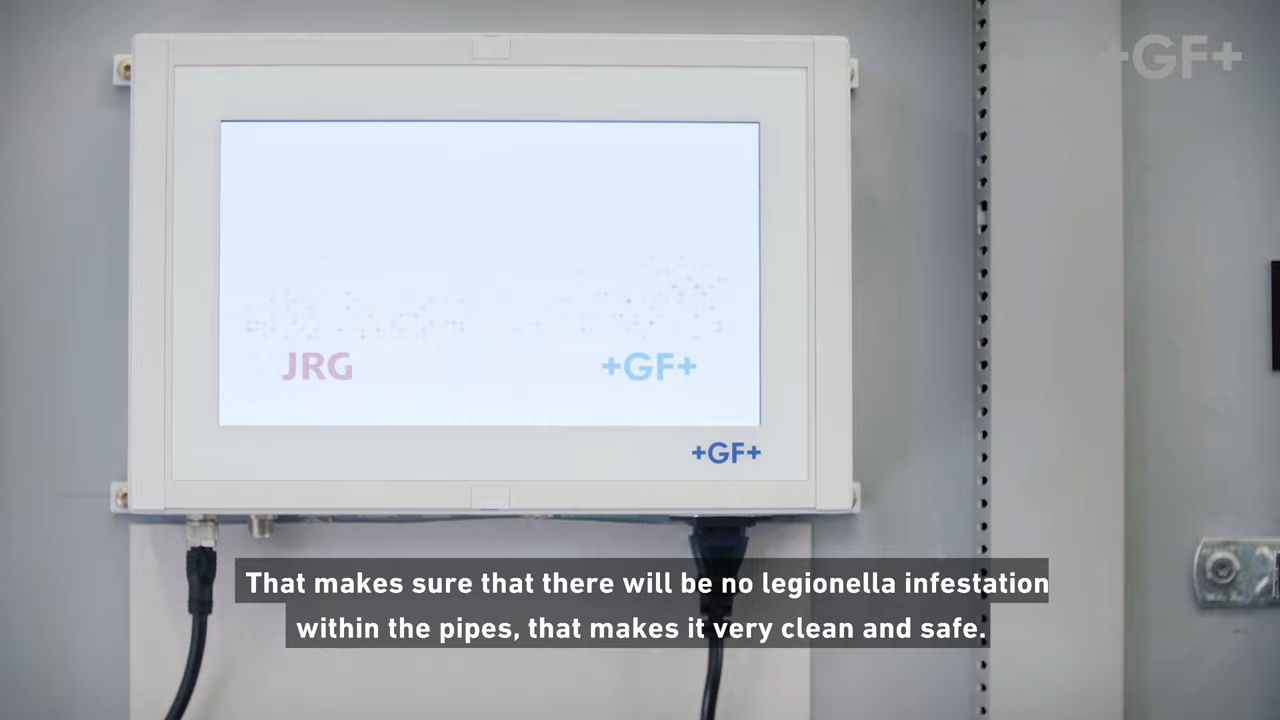 +GF+
JRG
+GF+
+GF+
That makes sure that there will be no legionella infestation
within the pipes, that makes it very clean and safe.